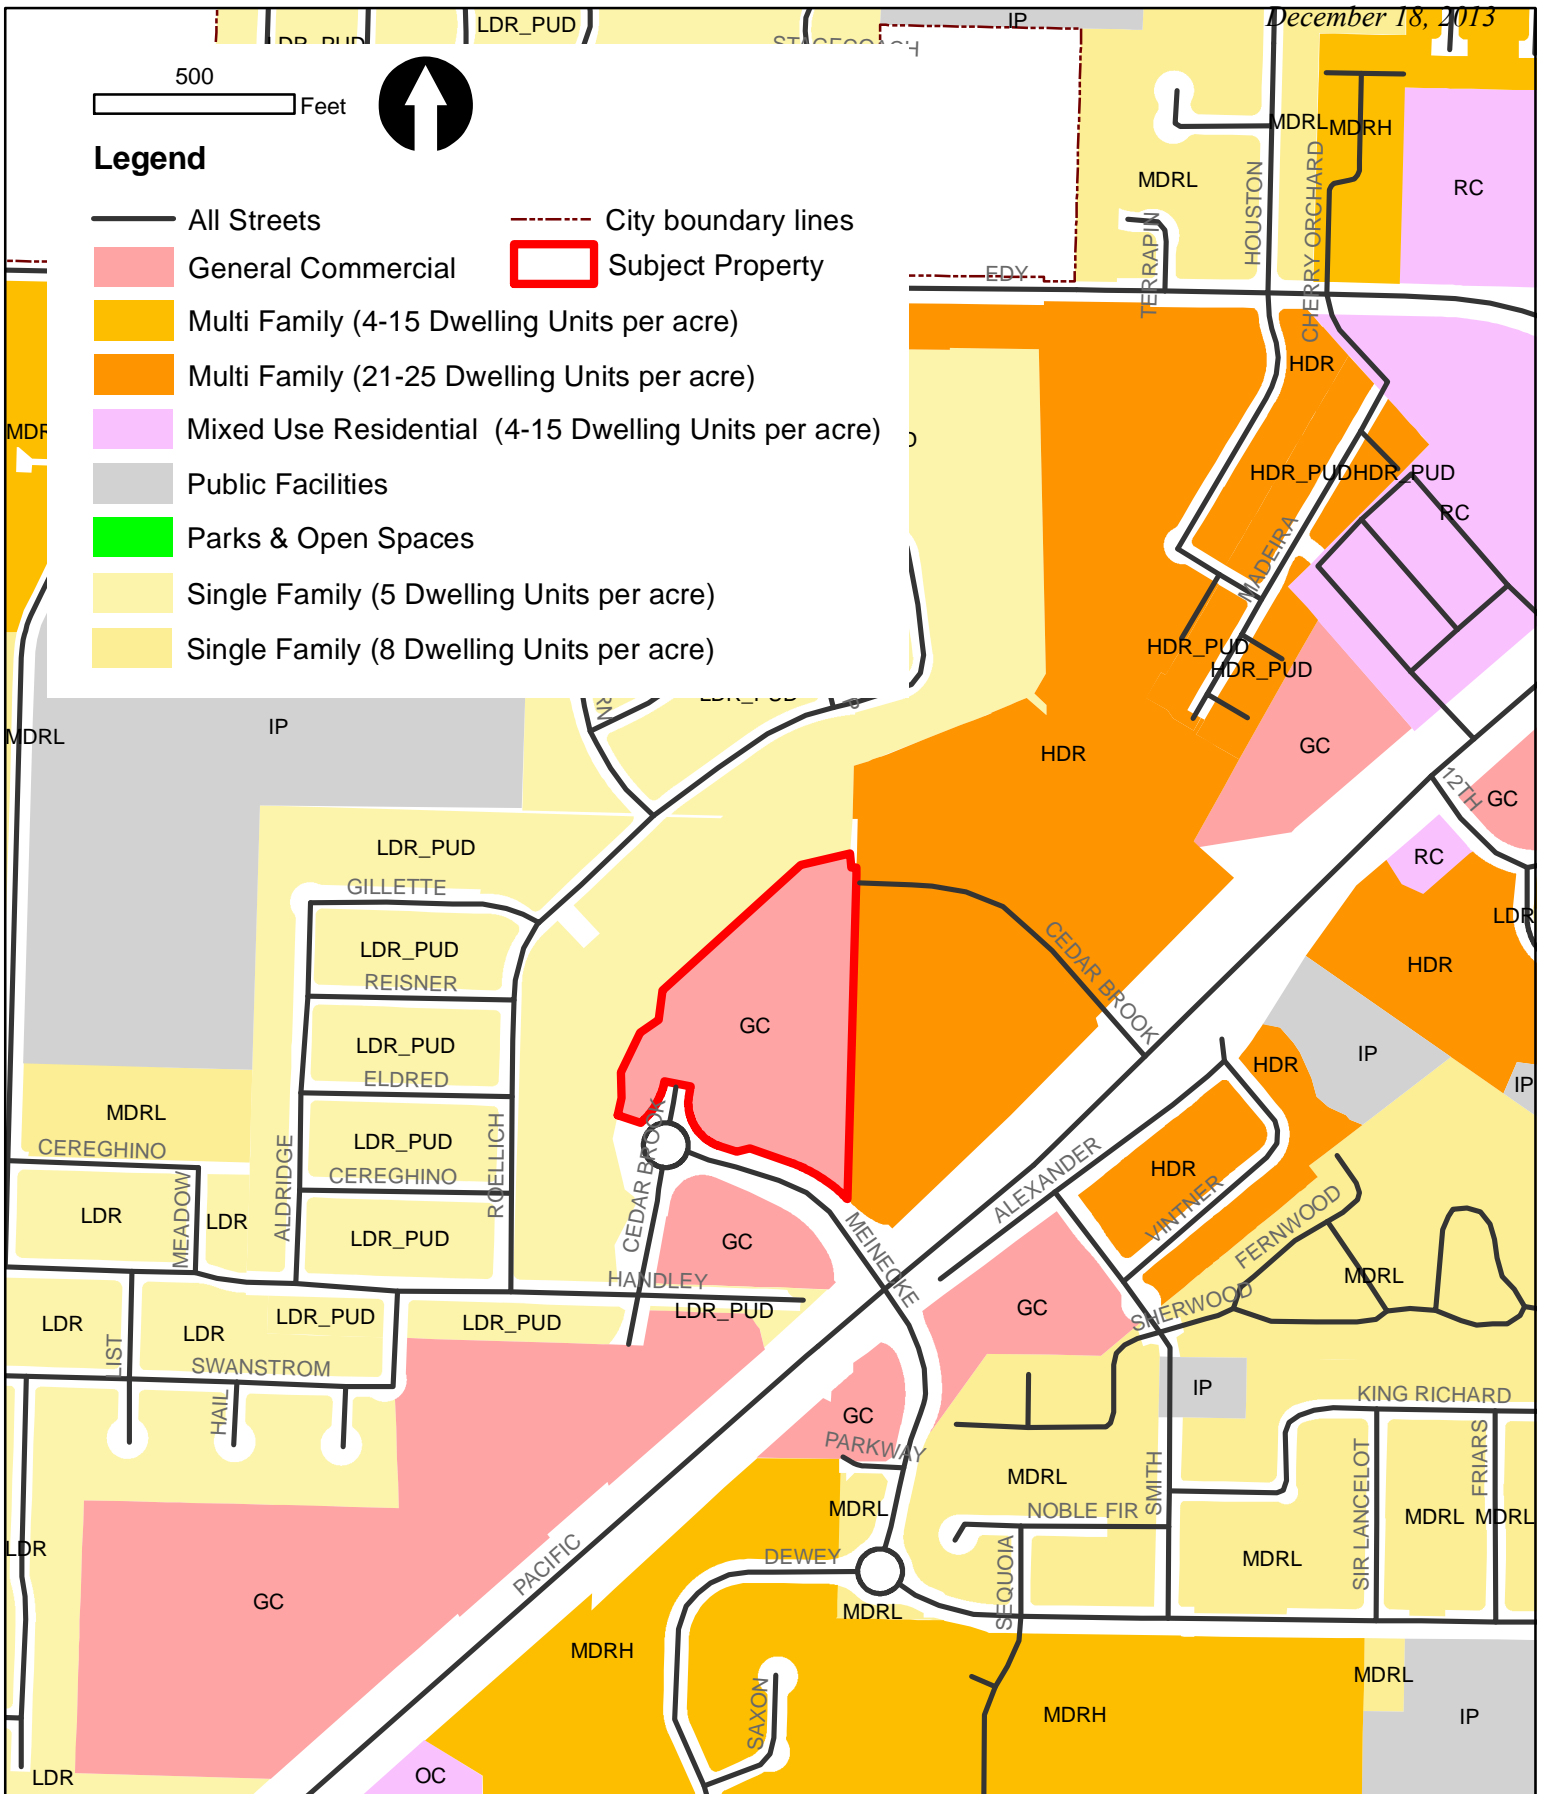 December 18, 2013
IP
LDR_PUD
LDR_PUD
STAGECOACH
500
Feet
Legend
All Streets
City boundary lines
General Commercial
Subject Property
Multi Family (4-15 Dwelling Units per acre)
Multi Family (21-25 Dwelling Units per acre)
Mixed Use Residential (4-15 Dwelling Units per acre)
Public Facilities
Parks & Open Spaces
Single Family (5 Dwelling Units per acre)
Single Family (8 Dwelling Units per acre)
MDRL
MDRH
MDRL
RC
HOUSTON
CHERRY ORCHARD
TERRAPIN
EDY
HDR
HDR_PUD
HDR_PUD
RC
MADEIRA
HDR_PUD
HDR_PUD
LDR_PUD
IP
MDRL
HDR
GC
12TH
GC
RC
LDR
LDR_PUD
GILLETTE
LDR_PUD
REISNER
CEDAR BROOK
HDR
GC
LDR_PUD
ELDRED
IP
HDR
IP
MDRL
CEREGHINO
LDR_PUD
CEREGHINO
ROELLICH
ALDRIDGE
MEADOW
CEDAR BROOK
ALEXANDER
HDR
VINTNER
FERNWOOD
LDR
LDR
LDR_PUD
GC
MEINECKE
HANDLEY
LDR_PUD
GC
MDRL
SHERWOOD
LDR
LIST
LDR
LDR_PUD
LDR_PUD
SWANSTROM
HAIL
IP
KING RICHARD
GC
PARKWAY
MDRL
SMITH
SIR LANCELOT
FRIARS
MDRL
NOBLE FIR
MDRL
MDRL
LDR
PACIFIC
DEWEY
SEQUOIA
MDRL
GC
MDRL
MDRH
SAXON
MDRL
MDRH
IP
LDR
OC